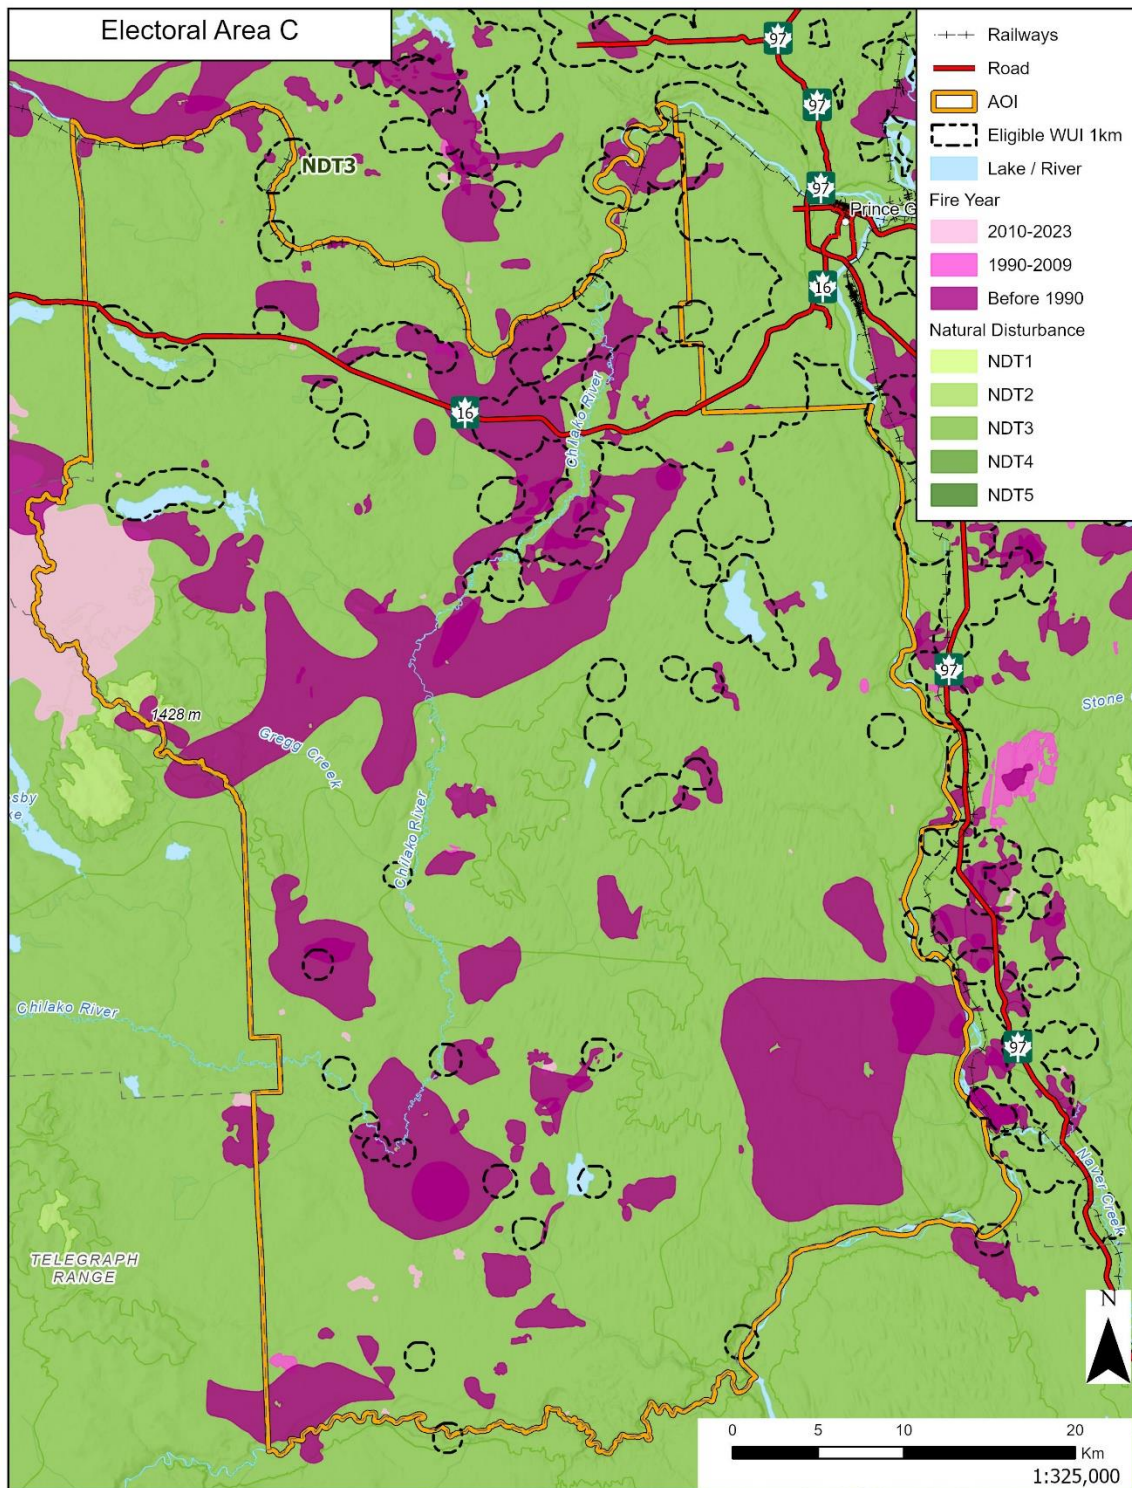 Electoral Area C
97
97
97
16
Prince G
NDT3
16
Chilako River
97
1428 m
Gregg Creek
Chilako River
Stone
sby
ke
Chilako River
97
Naver Creek
TELEGRAPH
RANGE
Railways
Road
AOI
Eligible WUI 1km
Lake / River
Fire Year
2010-2023
1990-2009
Before 1990
Natural Disturbance
NDT1
NDT2
NDT3
NDT4
NDT5
N
0 5 10 20
Km
1:325,000